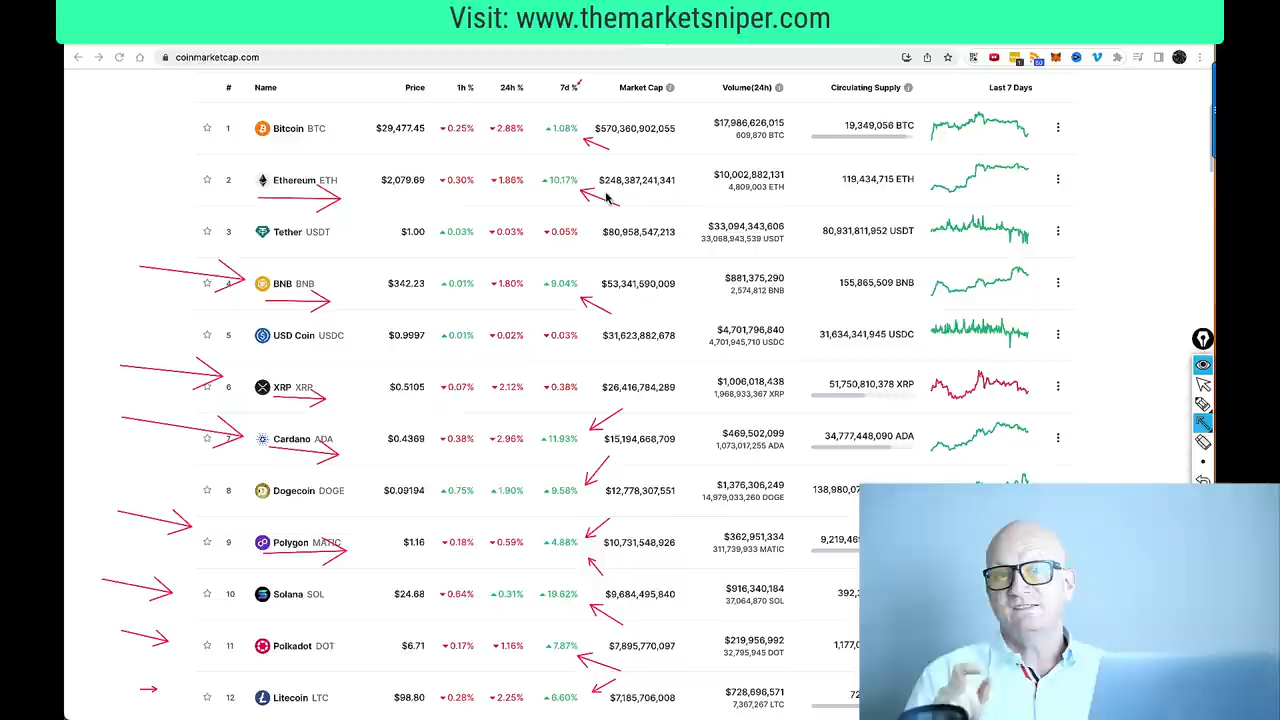 Visit: www.themarketsniper.com
coinmarketcap.com
# Name Price 1h % 24h % 7d % Market Cap Volume(24h) Circulating Supply Last 7 Days
1 Bitcoin BTC $29,477.45 0.25% 2.88% 1.08% $570,360,902,055 $17,986,626,015 19,349,056 BTC
609,870 BTC
2 Ethereum ETH $2,079.69 0.30% 1.86% 10.17% $248,387,241,341 $10,002,882,131 119,434,715 ETH
4,809,003 ETH
3 Tether USDT $1.00 0.03% 0.03% 0.05% $80,958,547,213 $33,094,343,606 80,931,811,952 USDT
33,068,943,539 USDT
4 BNB BNB $342.23 0.01% 1.80% 9.04% $53,341,590,009 $881,375,290 155,865,509 BNB
2,574,812 BNB
5 USD Coin USDC $0.9997 0.01% 0.02% 0.03% $31,623,882,678 $4,701,796,840 31,634,341,945 USDC
4,701,945,710 USDC
6 XRP XRP $0.5105 0.07% 2.12% 0.38% $26,416,784,289 $1,006,018,438 51,750,810,378 XRP
1,968,933,367 XRP
7 Cardano ADA $0.4369 0.38% 2.96% 11.93% $15,194,668,709 $469,502,099 34,777,448,090 ADA
1,073,017,255 ADA
8 Dogecoin DOGE $0.09194 0.75% 1.90% 9.58% $12,778,307,551 $1,376,306,249 138,980,07
14,979,033,260 DOGE
9 Polygon MATIC $1.16 0.18% 0.59% 4.88% $10,731,548,926 $362,951,334 9,219,469
311,739,933 MATIC
10 Solana SOL $24.68 0.64% 0.31% 19.62% $9,684,495,840 $916,340,184 392,
37,064,870 SOL
11 Polkadot DOT $6.71 0.17% 1.16% 7.87% $7,895,770,097 $219,956,992 1,177,0
32,795,945 DOT
12 Litecoin LTC $98.80 0.28% 2.25% 6.60% $7,185,706,008 $728,696,571 72
7,367,267 LTC